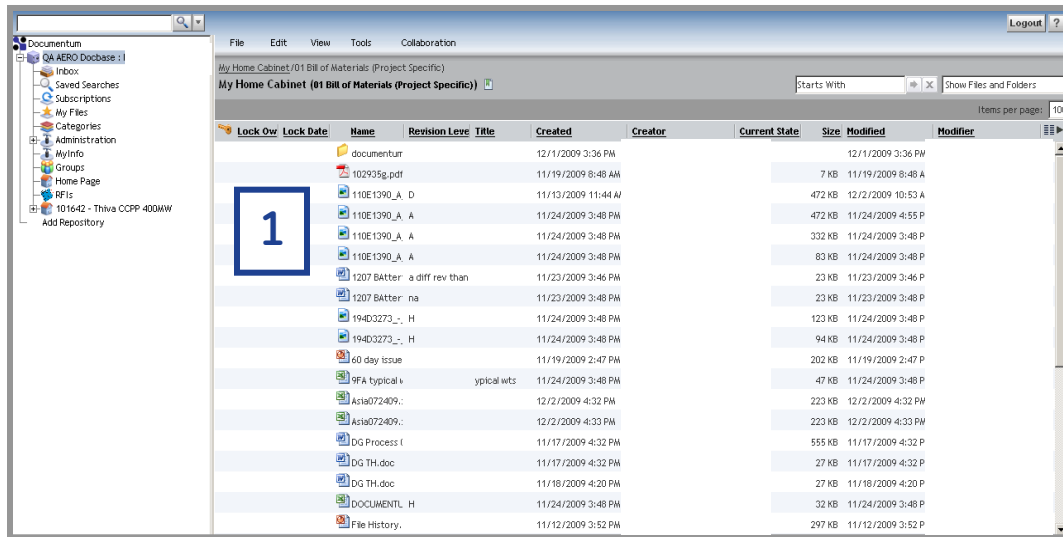 Logout ?
Documentum
QA AERO Docbase : I
Inbox
Saved Searches
Subscriptions
My Files
Categories
Administration
MyInfo
Groups
Home Page
RFIs
101642 - Thiva CCPP 400MW
Add Repository
File Edit View Tools Collaboration
My Home Cabinet /01 Bill of Materials (Project Specific)
My Home Cabinet (01 Bill of Materials (Project Specific))
Starts With X Show Files and Folders
Items per page: 10
Lock Ow Lock Date Name Revision Leve Title Created Creator Current State Size Modified Modifier
documentum 12/1/2009 3:36 PM 12/1/2009 3:36 PM
102935g.pdf 11/19/2009 8:48 AM 7 KB 11/19/2009 8:48 A
110E1390_A D 11/13/2009 11:44 A 472 KB 12/2/2009 10:53 A
110E1390_A A 11/24/2009 3:48 PM 472 KB 11/24/2009 4:55 P
110E1390_A A 11/24/2009 3:48 PM 332 KB 11/24/2009 3:48 P
110E1390_A A 11/24/2009 3:48 PM 83 KB 11/24/2009 3:48 P
1207 BAtter a diff rev than 11/23/2009 3:46 PM 23 KB 11/23/2009 3:46 P
1207 BAtter na 11/23/2009 3:48 PM 23 KB 11/23/2009 3:48 P
194D3273_-. H 11/24/2009 3:48 PM 123 KB 11/24/2009 3:48 P
194D3273_-. H 11/24/2009 3:48 PM 94 KB 11/24/2009 3:48 P
60 day issue 11/19/2009 2:47 PM 202 KB 11/19/2009 2:47 P
9FA typical ypical wts 11/24/2009 3:48 PM 47 KB 11/24/2009 3:48 P
Asia072409.: 12/2/2009 4:32 PM 223 KB 12/2/2009 4:32 PM
Asia072409.: 12/2/2009 4:33 PM 223 KB 12/2/2009 4:33 PM
DG Process ( 11/17/2009 4:32 PM 555 KB 11/17/2009 4:32 P
DG TH.doc 11/17/2009 4:32 PM 27 KB 11/17/2009 4:32 P
DG TH.doc 11/18/2009 4:20 PM 27 KB 11/18/2009 4:20 P
DOCUMENTL H 11/24/2009 3:48 PM 32 KB 11/24/2009 3:48 P
File History. 11/12/2009 3:52 PM 297 KB 11/12/2009 3:52 P
1